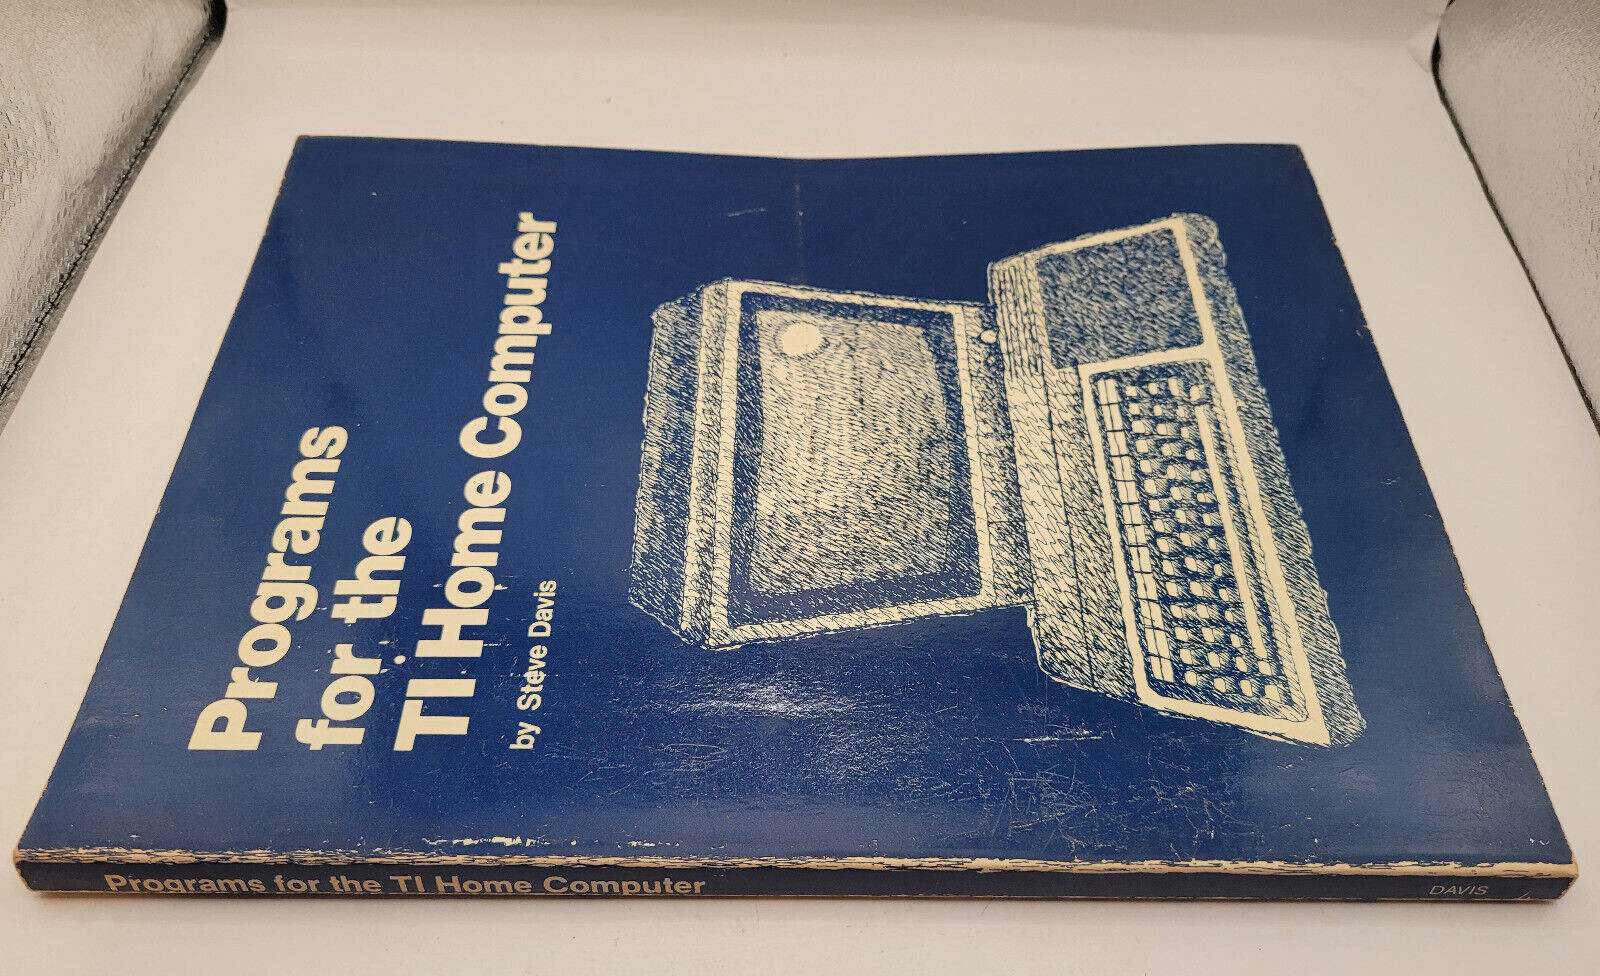 Programs
for the
TI Home Computer
by Steve Davis
Programs for the TI Home Computer
DAVIS